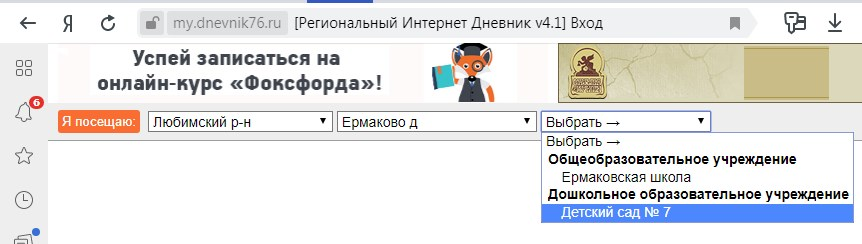 Я my.dnevnik76.ru [Региональный Интернет Дневник v4.1] Вход
Успей записаться на
онлайн-курс «Фоксфорда»!
6
Я посещаю: Любимский р-н Ермаково д Выбрать →
Выбрать →
Общеобразовательное учреждение
Ермаковская школа
Дошкольное образовательное учреждение
Детский сад № 7